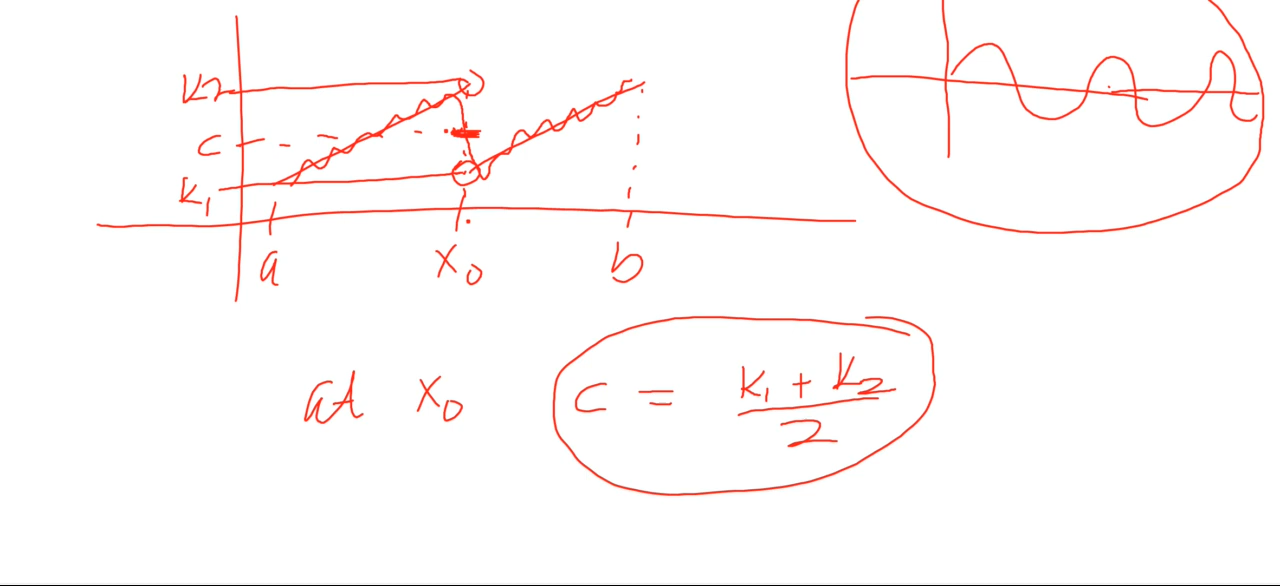 K2
C
K1
a x0 b
at x0 c = (K1 + K2)/2